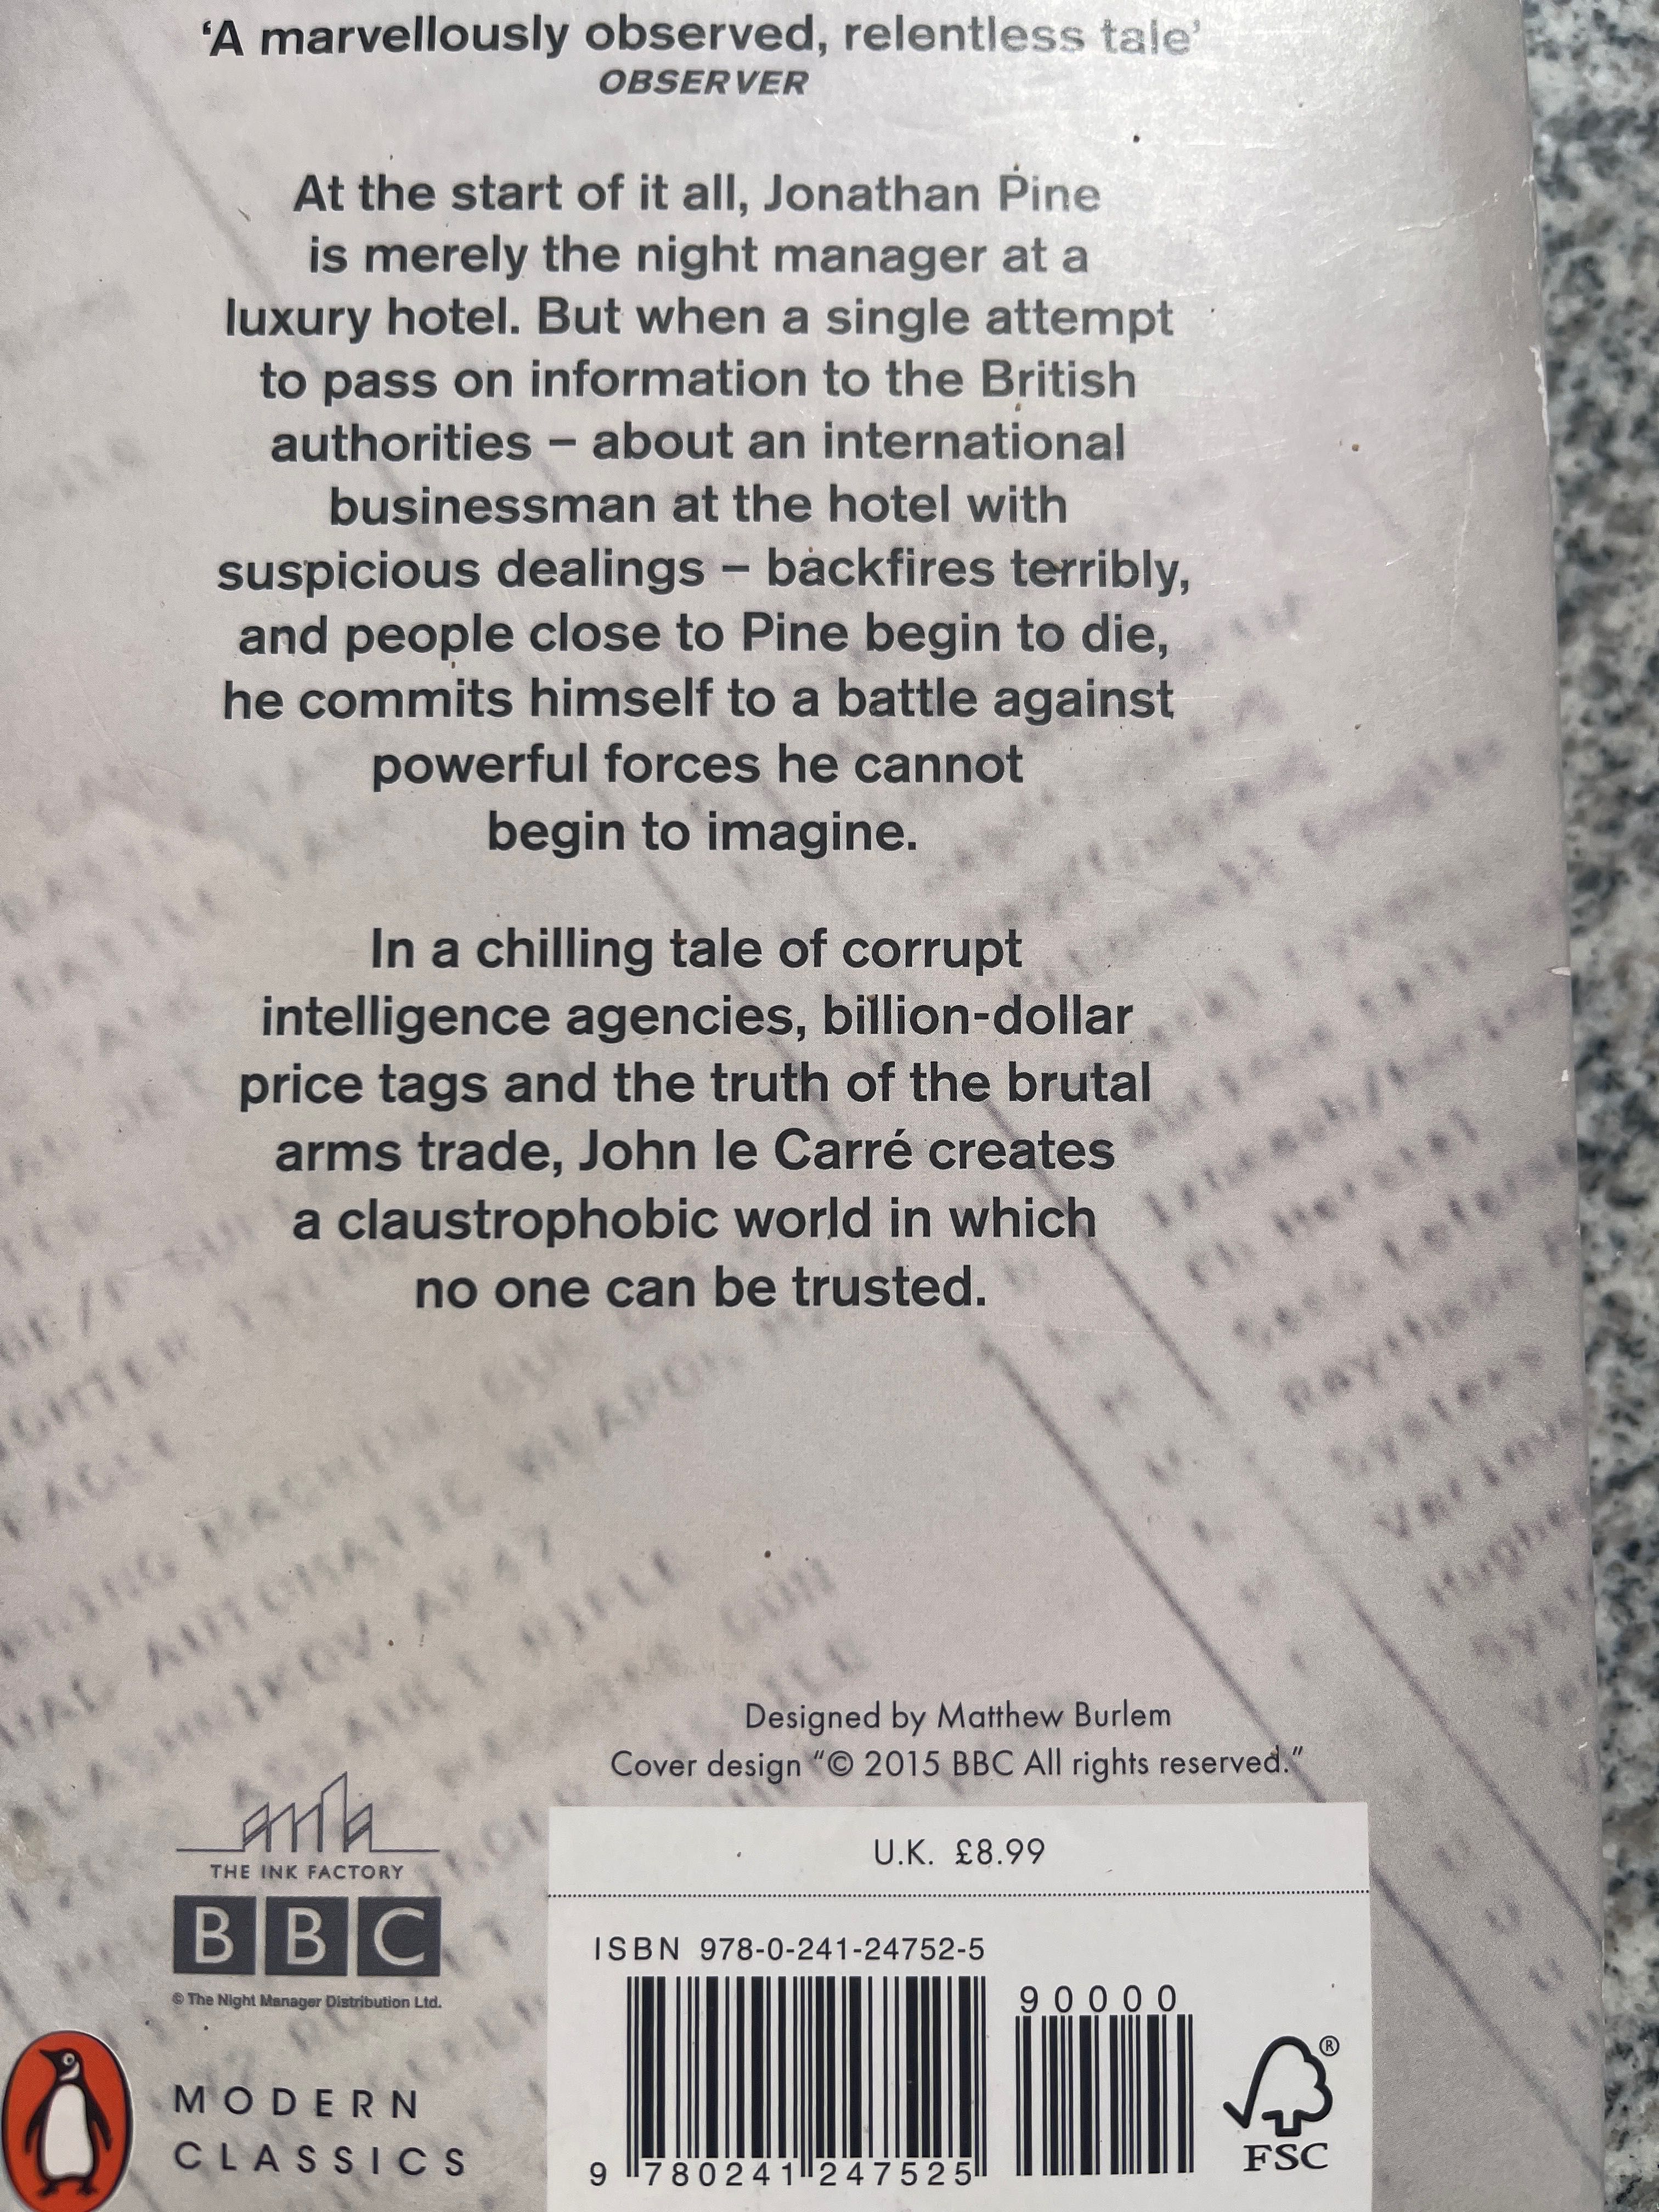 ‘A marvellously observed, relentless tale’
OBSERVER
At the start of it all, Jonathan Pine
is merely the night manager at a
luxury hotel. But when a single attempt
to pass on information to the British
authorities – about an international
businessman at the hotel with
suspicious dealings – backfires terribly,
and people close to Pine begin to die,
he commits himself to a battle against
powerful forces he cannot
begin to imagine.
In a chilling tale of corrupt
intelligence agencies, billion-dollar
price tags and the truth of the brutal
arms trade, John le Carré creates
a claustrophobic world in which
no one can be trusted.
Designed by Matthew Burlem
Cover design “© 2015 BBC All rights reserved.”
THE INK FACTORY
BBC
© The Night Manager Distribution Ltd.
MODERN
CLASSICS
U.K. £8.99
ISBN 978-0-241-24752-5
90000
9 780241 247525
FSC
®
AUTOMATIC WEAPON
ASSAULT RIFLE